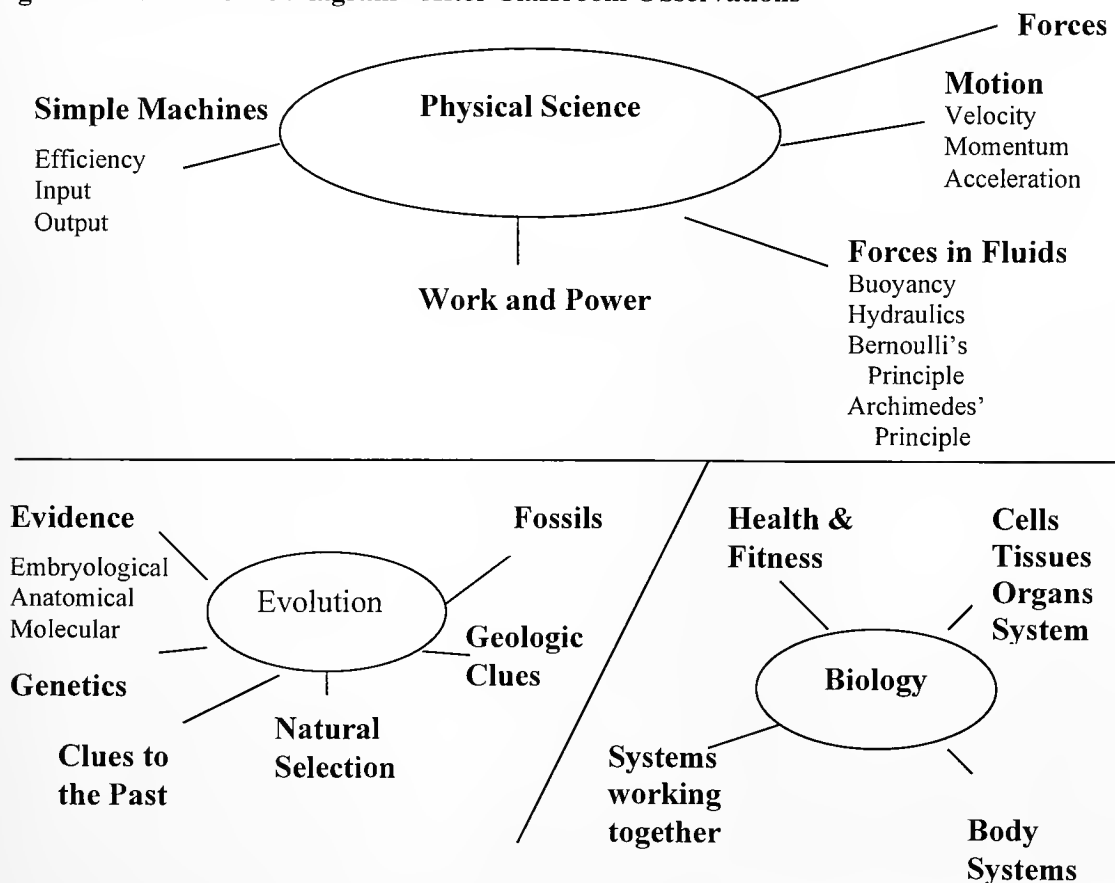 Classroom Observations
Forces
Physical Science
Simple Machines
Efficiency
Input
Output
Motion
Velocity
Momentum
Acceleration
Forces in Fluids
Buoyancy
Hydraulics
Bernoulli's
Principle
Archimedes'
Principle
Work and Power
Evidence
Embryological
Anatomical
Molecular
Fossils
Evolution
Genetics
Geologic
Clues
Natural
Selection
Clues to
the Past
Health &
Fitness
Cells
Tissues
Organs
System
Biology
Systems
working
together
Body
Systems